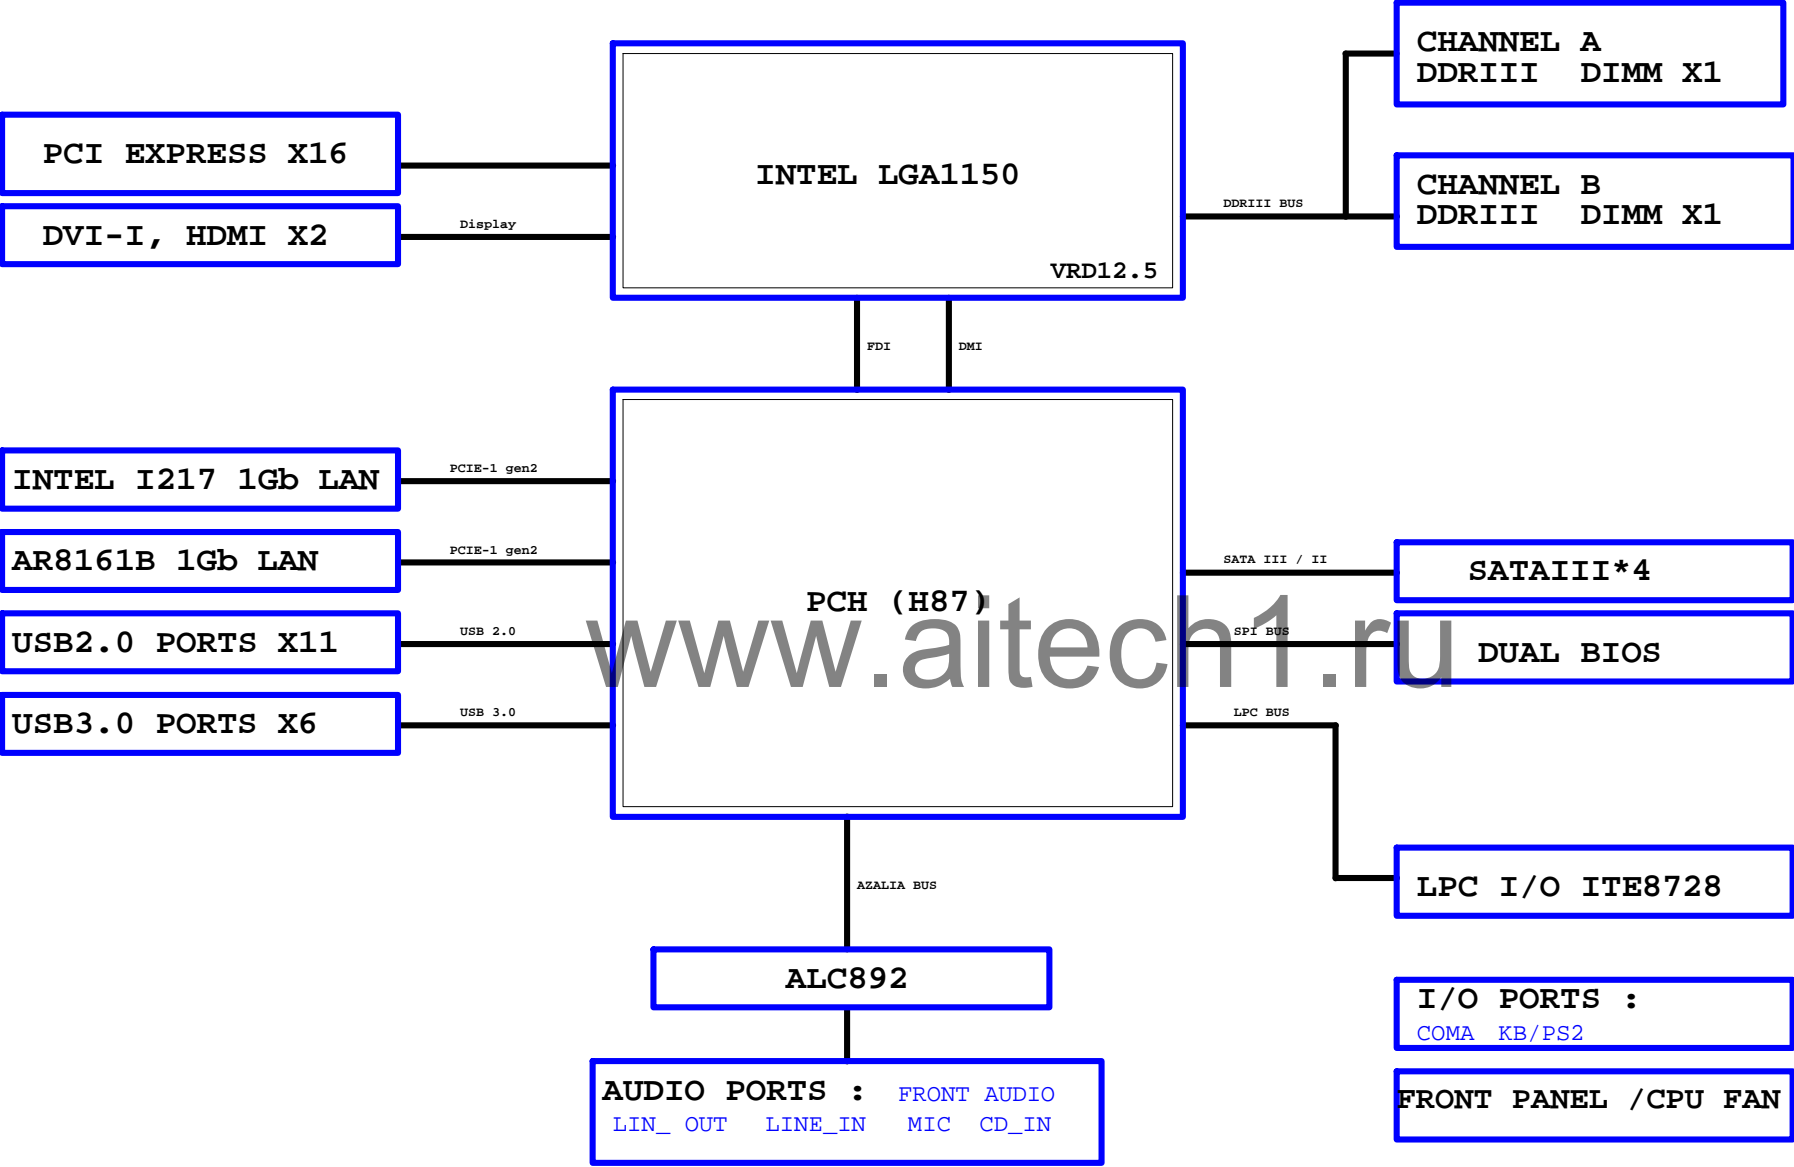 CHANNEL A
DDRIII DIMM X1
PCI EXPRESS X16
INTEL LGA1150
CHANNEL B
DDRIII DIMM X1
DDRIII BUS
Display
DVI-I, HDMI X2
VRD12.5
FDI
DMI
PCIE-1 gen2
INTEL I217 1Gb LAN
PCIE-1 gen2
AR8161B 1Gb LAN
SATA III / II
SATAIII*4
PCH (H87)
USB 2.0
USB2.0 PORTS X11
www.aitech1.ru
SPI BUS
DUAL BIOS
USB 3.0
USB3.0 PORTS X6
LPC BUS
AZALIA BUS
LPC I/O ITE8728
ALC892
I/O PORTS :
COMA KB/PS2
AUDIO PORTS : FRONT AUDIO
LIN_ OUT LINE_IN MIC CD_IN
FRONT PANEL /CPU FAN